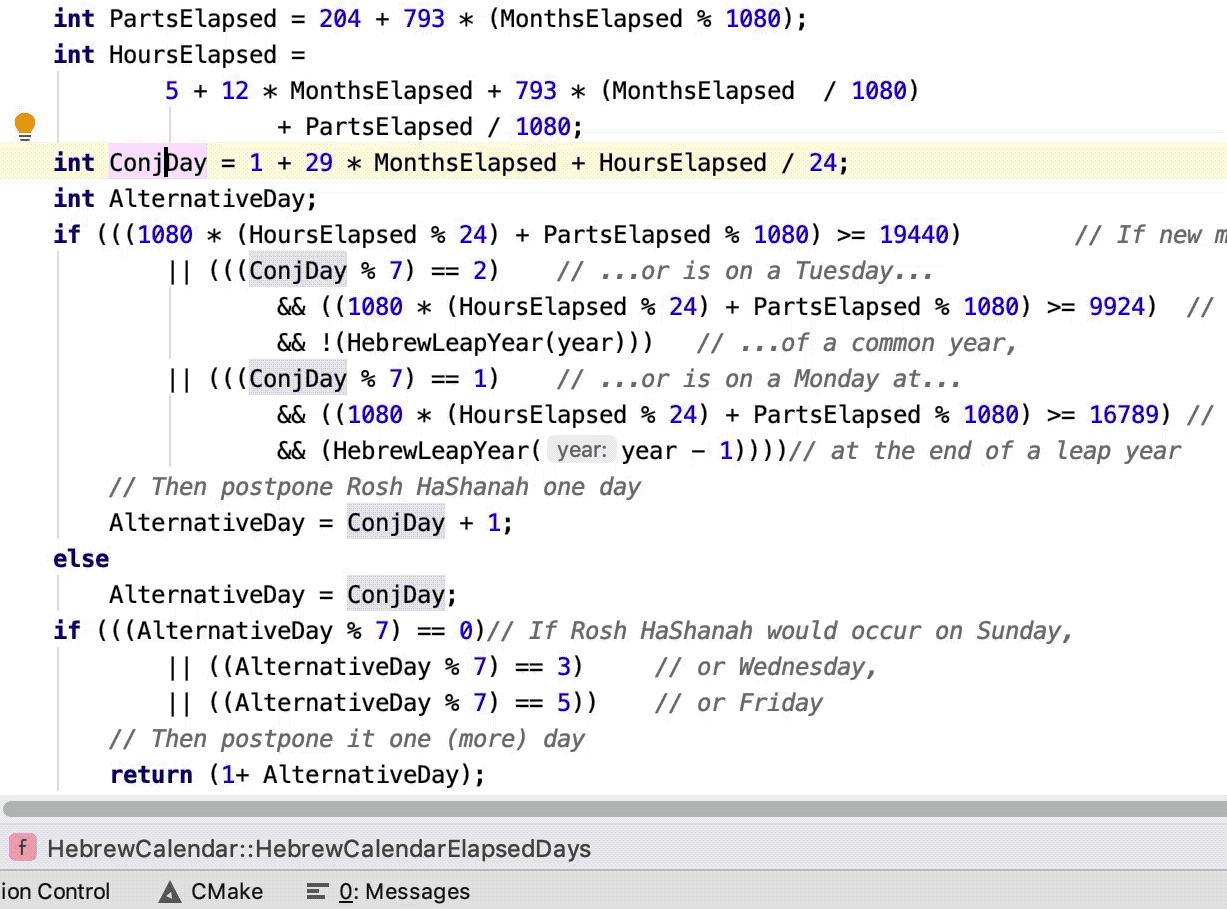 int PartsElapsed = 204 + 793 * (MonthsElapsed % 1080);
int HoursElapsed =
5 + 12 * MonthsElapsed + 793 * (MonthsElapsed  / 1080)
+ PartsElapsed / 1080;
int ConjDay = 1 + 29 * MonthsElapsed + HoursElapsed / 24;
int AlternativeDay;
if (((1080 * (HoursElapsed % 24) + PartsElapsed % 1080) >= 19440)        // If new
|| (((ConjDay % 7) == 2)    // ...or is on a Tuesday...
&& ((1080 * (HoursElapsed % 24) + PartsElapsed % 1080) >= 9924)  //
&& !(HebrewLeapYear(year)))   // ...of a common year,
|| (((ConjDay % 7) == 1)    // ...or is on a Monday at...
&& ((1080 * (HoursElapsed % 24) + PartsElapsed % 1080) >= 16789) //
&& (HebrewLeapYear( year: year - 1))))// at the end of a leap year
// Then postpone Rosh HaShanah one day
AlternativeDay = ConjDay + 1;
else
AlternativeDay = ConjDay;
if (((AlternativeDay % 7) == 0)// If Rosh HaShanah would occur on Sunday,
|| ((AlternativeDay % 7) == 3)     // or Wednesday,
|| ((AlternativeDay % 7) == 5))    // or Friday
// Then postpone it one (more) day
return (1+ AlternativeDay);
f HebrewCalendar::HebrewCalendarElapsedDays
ion Control CMake 0: Messages